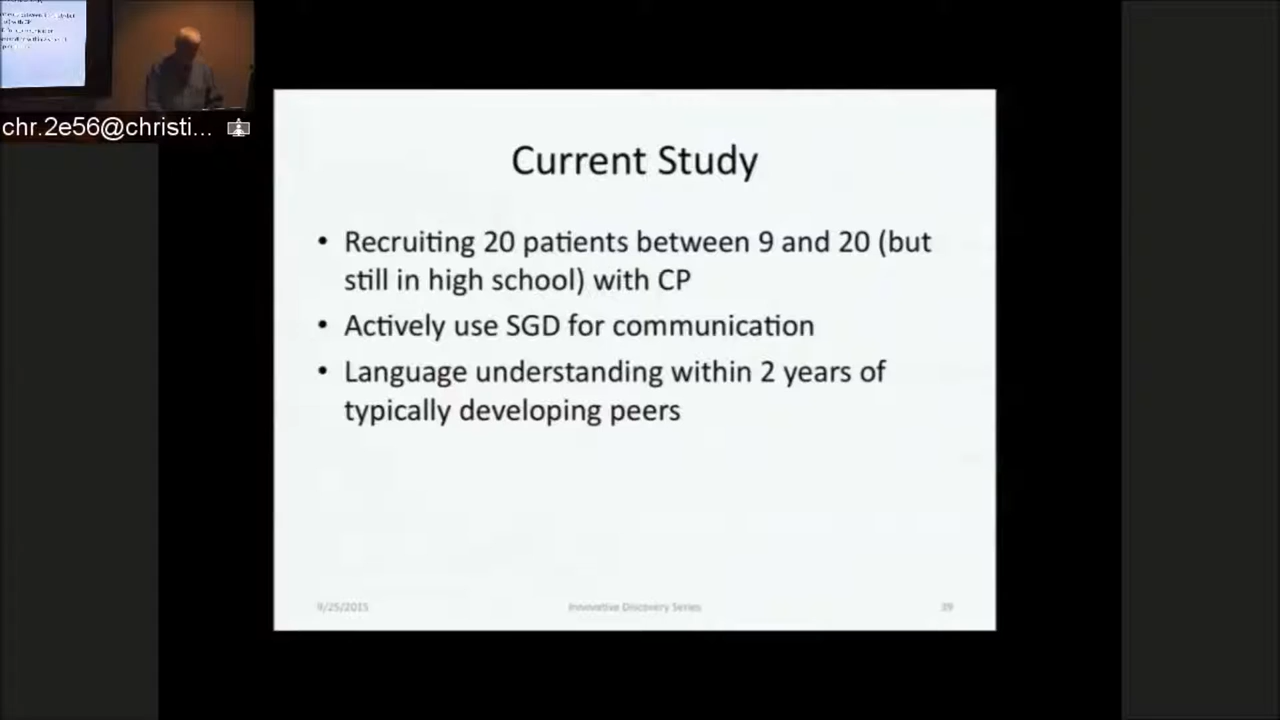 chr.2e56@christi...
Current Study
• Recruiting 20 patients between 9 and 20 (but
still in high school) with CP
• Actively use SGD for communication
• Language understanding within 2 years of
typically developing peers
9/25/2015
Innovative Discovery Series
39